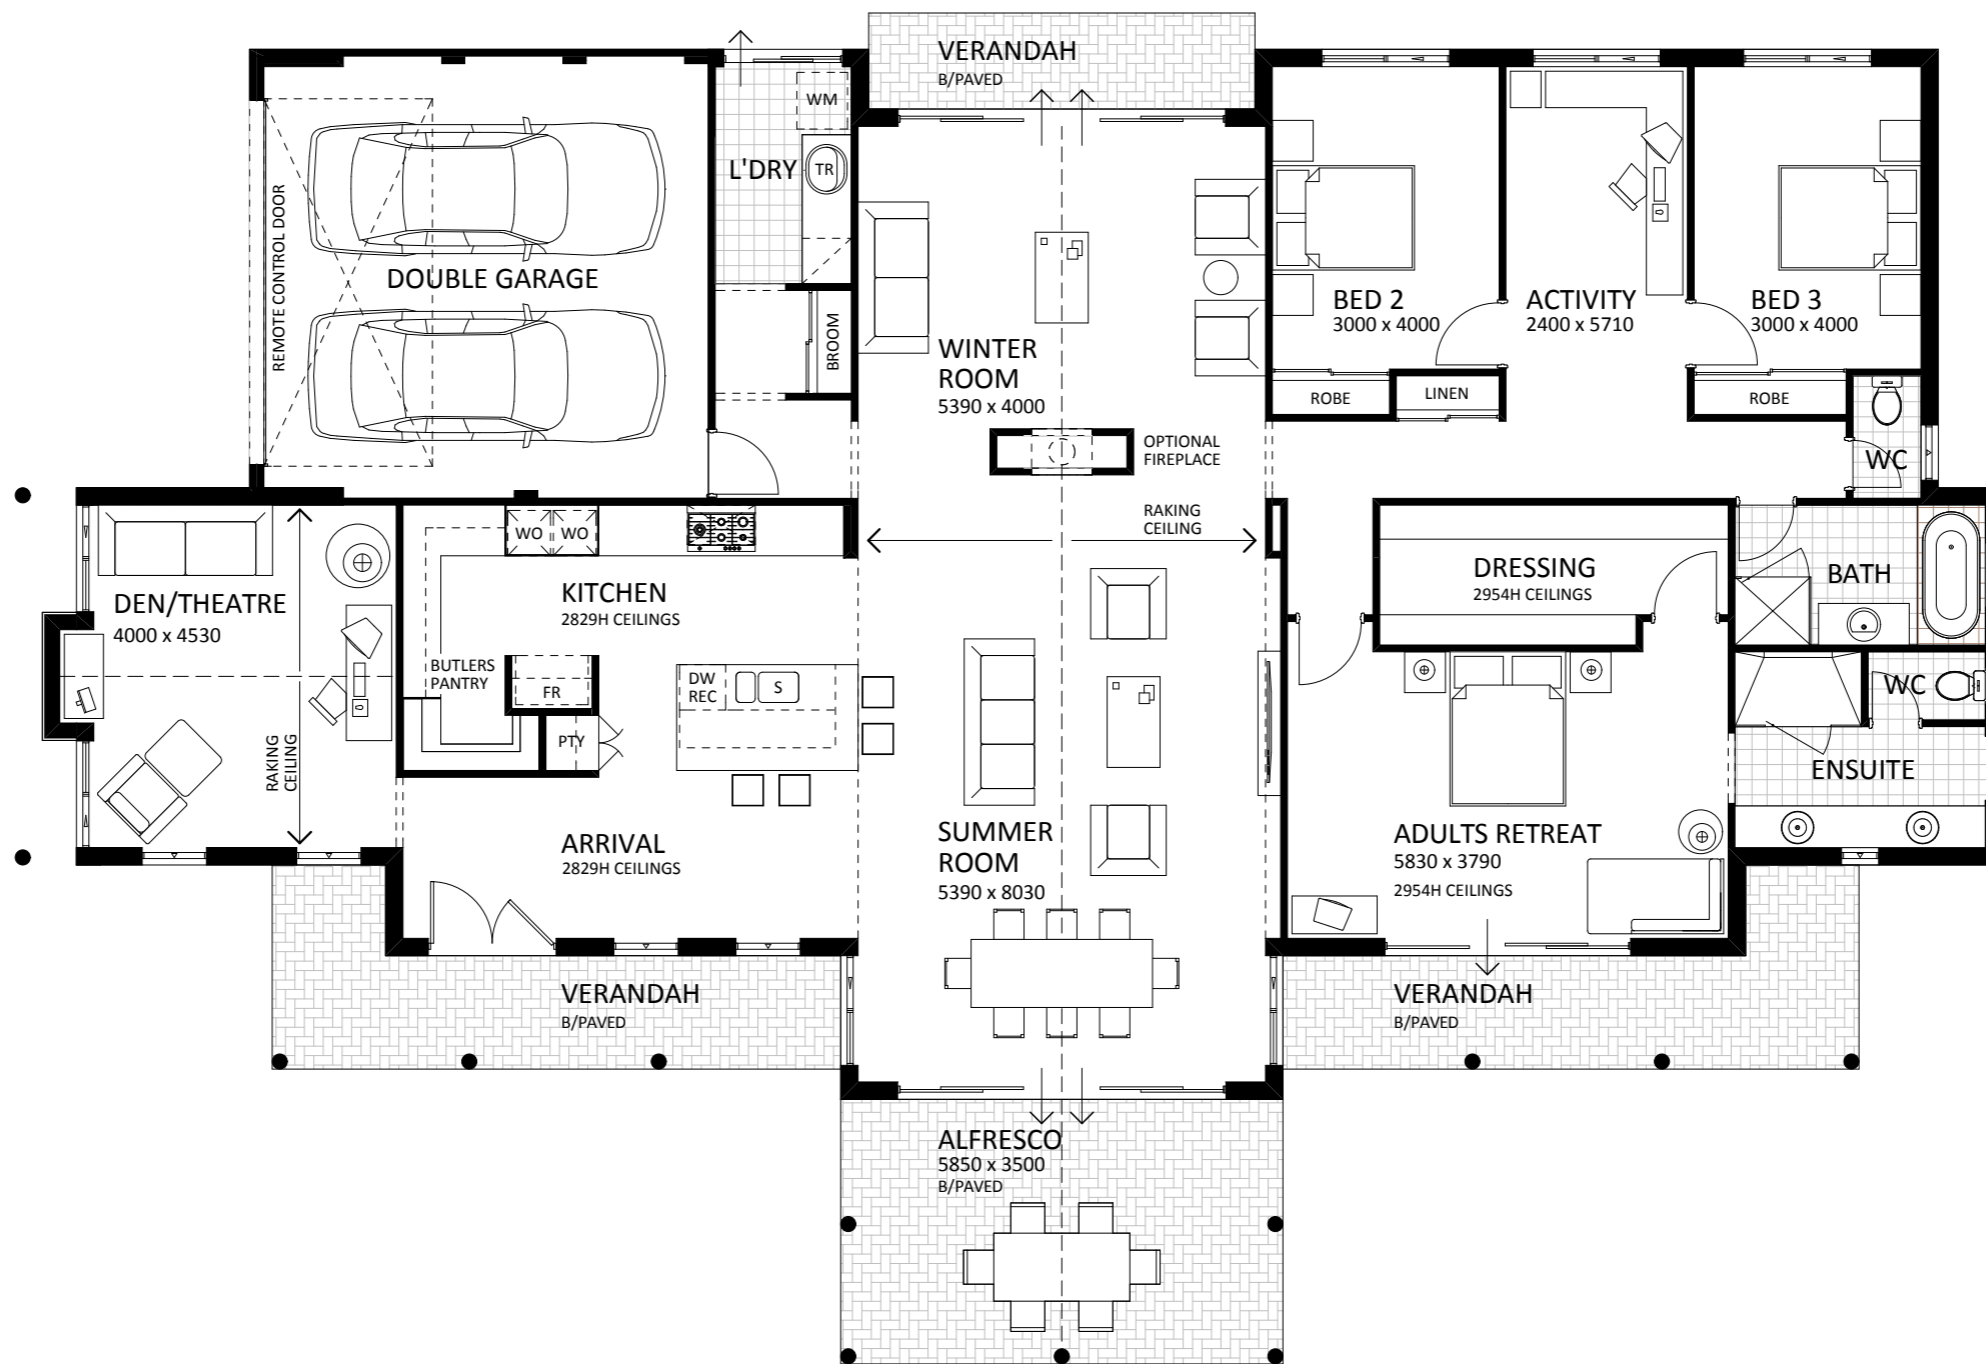 VERANDAH
B/PAVED
WM
L'DRY
TR
REMOTE CONTROL DOOR
DOUBLE GARAGE
BROOM
WINTER
ROOM
5390 x 4000
BED 2
3000 x 4000
ACTIVITY
2400 x 5710
BED 3
3000 x 4000
ROBE
LINEN
ROBE
OPTIONAL
FIREPLACE
WC
RAKING
CEILING
WO
WO
KITCHEN
2829H CEILINGS
DEN/THEATRE
4000 x 4530
RAKING
CEILING
BUTLERS
PANTRY
FR
PTY
DW
REC
S
DRESSING
2954H CEILINGS
BATH
WC
ENSUITE
ARRIVAL
2829H CEILINGS
SUMMER
ROOM
5390 x 8030
ADULTS RETREAT
5830 x 3790
2954H CEILINGS
VERANDAH
B/PAVED
VERANDAH
B/PAVED
ALFRESCO
5850 x 3500
B/PAVED